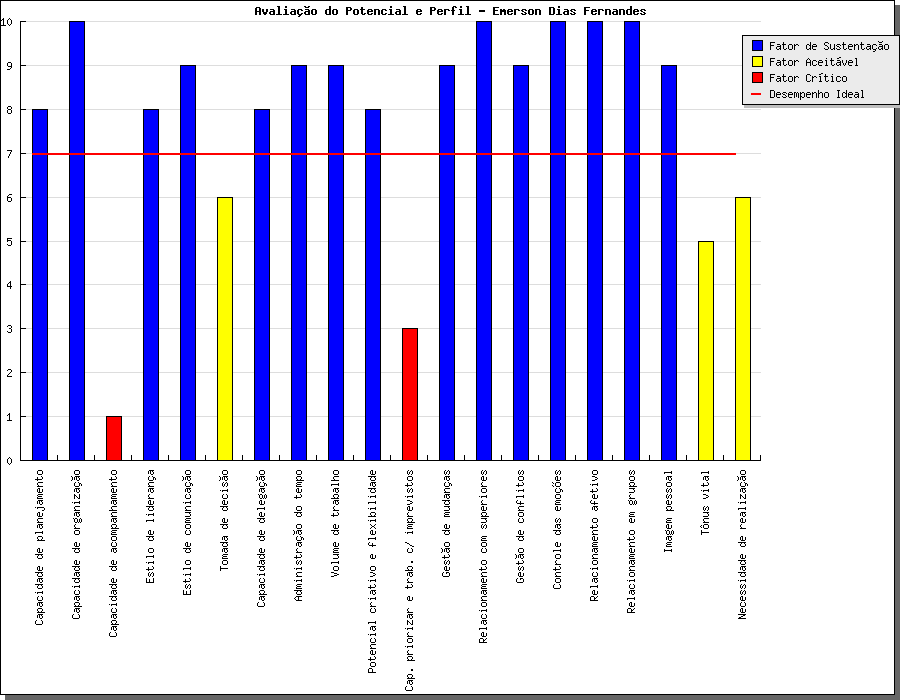 Avaliação do Potencial e Perfil - Emerson Dias Fernandes
Fator de Sustentação
Fator Aceitável
Fator Crítico
Desempenho Ideal
10
9
8
7
6
5
4
3
2
1
0
Capacidade de planejamento
Capacidade de organização
Capacidade de acompanhamento
Estilo de liderança
Estilo de comunicação
Tomada de decisão
Capacidade de delegação
Administração do tempo
Volume de trabalho
Potencial criativo e flexibilidade
Cap. priorizar e trab. c/ imprevistos
Gestão de mudanças
Relacionamento com superiores
Gestão de conflitos
Controle das emoções
Relacionamento afetivo
Relacionamento em grupos
Imagem pessoal
Tônus vital
Necessidade de realização